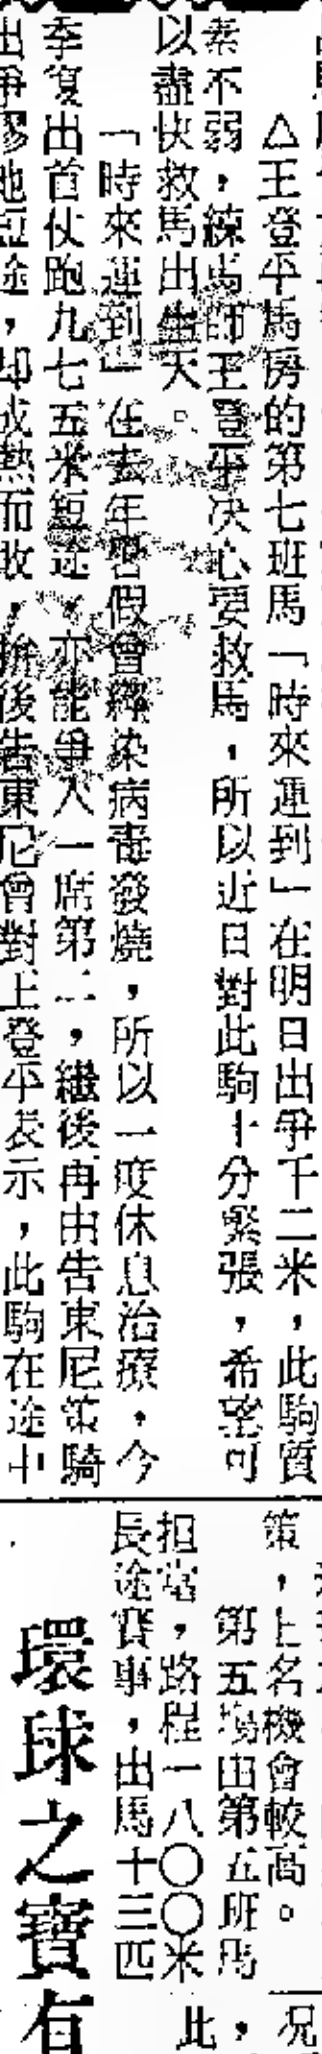 △王登平馬房的第七班馬「時來運到」在明日出爭千二米，此駒質
素不弱，練馬師王登平決心要救馬，所以近日對此駒十分緊張，希望可
以盡快救馬出生天。
「時來運到」在去年暑假曾經染病毒發燒，所以一度休息治療，今
季復出首仗跑九七五米短途，亦能爭入一席第二，繼後再由告東尼策騎
出爭膠地短途，却成熱而敗，擀後告東尼曾對王登平表示，此駒在途中
策，上名機會較高。
第五場由第五班馬
担當，路程一八〇〇米
長途賽事，出馬十三匹
環球之寶有
况
，
此